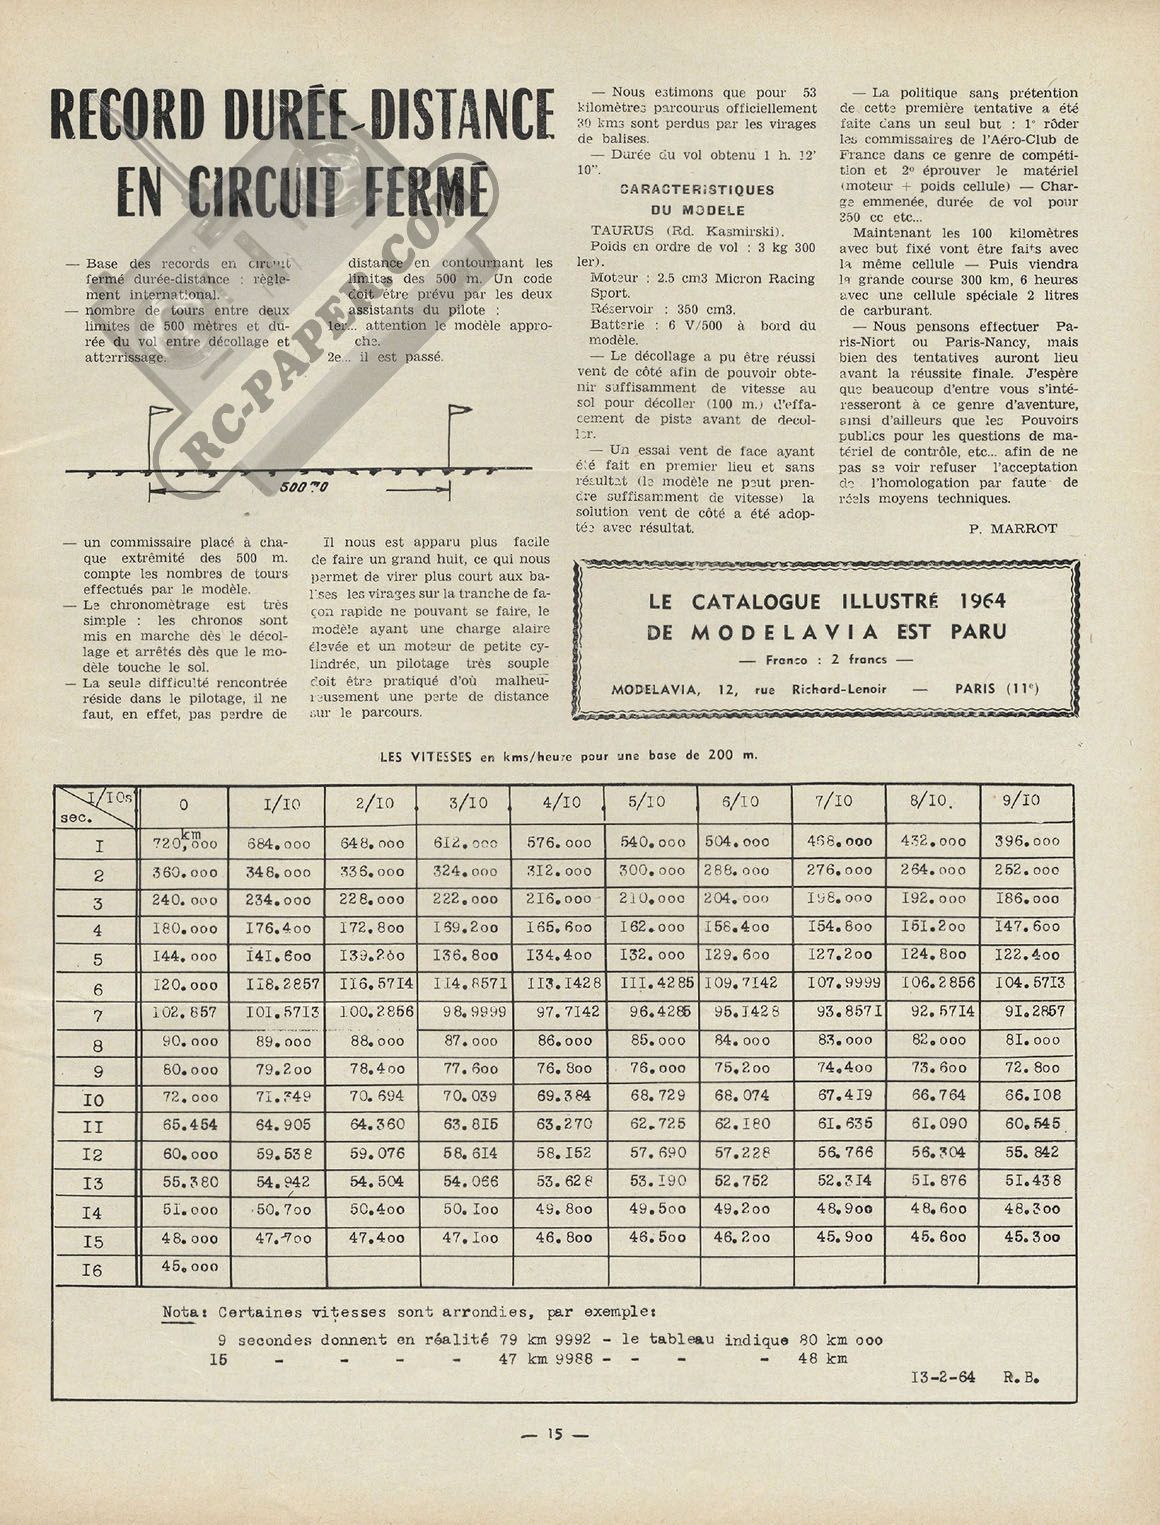 RECORD DURÉE-DISTANCE
EN CIRCUIT FERMÉ
— Base des records en circuit
fermé durée-distance : règle-
ment international.
— nombre de tours entre deux
limites de 500 mètres et du-
rée du vol entre décollage et
atterrissage.
distance en contournant les
limites des 500 m. Un code
doit être prévu par les deux
assistants du pilote :
1er... attention le modèle appro-
che.
2e... il est passé.
RC-PAPER.COM
500
— un commissaire placé à cha-
que extrêmité des 500 m.
compte les nombres de tours
effectués par le modèle.
— Le chronomètrage est très
simple : les chronos sont
mis en marche dès le décol-
lage et arrêtés dès que le mo-
dèle touche le sol.
— La seule difficulté rencontrée
réside dans le pilotage, il ne
faut, en effet, pas perdre de
Il nous est apparu plus facile
de faire un grand huit, ce qui nous
permet de virer plus court aux ba-
lises les virages sur la tranche de fa-
çon rapide ne pouvant se faire, le
modèle ayant une charge alaire
élevée et un moteur de petite cy-
lindrée, un pilotage très souple
doit être pratiqué d'où malheu-
reusement une perte de distance
sur le parcours.
— Nous estimons que pour 53
kilomètres parcourus officiellement
30 kms sont perdus par les virages
de balises.
— Durée du vol obtenu 1 h. 12'
10".
CARACTERISTIQUES
DU MODELE
TAURUS (Rd. Kasmirski).
Poids en ordre de vol : 3 kg 300
ler).
Moteur : 2.5 cm3 Micron Racing
Sport.
Réservoir : 350 cm3.
Batterie : 6 V/500 à bord du
modèle.
— Le décollage a pu être réussi
vent de côté afin de pouvoir obte-
nir suffisamment de vitesse au
sol pour décoller (100 m.) d'effa-
cement de piste avant de decol-
ler.
— Un essai vent de face ayant
été fait en premier lieu et sans
résultat (le modèle ne peut pren-
dre suffisamment de vitesse) la
solution vent de côté a été adop-
tée avec résultat.
— La politique sans prétention
de cette première tentative a été
faite dans un seul but : 1° rôder
les commissaires de l'Aéro-Club de
France dans ce genre de compéti-
tion et 2° éprouver le matériel
(moteur + poids cellule) — Char-
ge emmenée, durée de vol pour
350 cc etc...
Maintenant les 100 kilomètres
avec but fixé vont être faits avec
la même cellule — Puis viendra
la grande course 300 km, 6 heures
avec une cellule spéciale 2 litres
de carburant.
— Nous pensons effectuer Pa-
ris-Niort ou Paris-Nancy, mais
bien des tentatives auront lieu
avant la réussite finale. J'espère
que beaucoup d'entre vous s'inté-
resseront à ce genre d'aventure,
ainsi d'ailleurs que les Pouvoirs
publics pour les questions de ma-
tériel de contrôle, etc... afin de ne
pas se voir refuser l'acceptation
de l'homologation par faute de
réels moyens techniques.
P. MARROT
LE CATALOGUE ILLUSTRÉ 1964
DE MODELAVIA EST PARU
— Franco : 2 francs —
MODELAVIA, 12, rue Richard-Lenoir — PARIS (11e)
LES VITESSES en kms/heure pour une base de 200 m.
sec. I/IOs 0 I/IO 2/IO 3/IO 4/IO 5/IO 6/IO 7/IO 8/IO. 9/IO
I 720,000 km 684.000 648.000 612.000 576.000 540.000 504.000 468.000 432.000 396.000
2 360.000 348.000 336.000 324.000 312.000 300.000 288.000 276.000 264.000 252.000
3 240.000 234.000 228.000 222.000 216.000 210.000 204.000 198.000 192.000 186.000
4 180.000 176.400 172.800 169.200 165.600 162.000 158.400 154.800 151.200 147.600
5 144.000 141.600 139.200 136.800 134.400 132.000 129.600 127.200 124.800 122.400
6 120.000 118.2857 116.5714 114.8571 113.1428 111.4285 109.7142 107.9999 106.2856 104.5713
7 102.857 101.5713 100.2856 98.9999 97.7142 96.4285 95.1428 93.8571 92.5714 91.2857
8 90.000 89.000 88.000 87.000 86.000 85.000 84.000 83.000 82.000 81.000
9 80.000 79.200 78.400 77.600 76.800 76.000 75.200 74.400 73.600 72.800
IO 72.000 71.349 70.694 70.039 69.384 68.729 68.074 67.419 66.764 66.108
II 65.454 64.905 64.360 63.815 63.270 62.725 62.180 61.635 61.090 60.545
I2 60.000 59.538 59.076 58.614 58.152 57.690 57.228 56.766 56.304 55.842
I3 55.380 54.942 54.504 54.066 53.628 53.190 52.752 52.314 51.876 51.438
I4 51.000 50.700 50.400 50.100 49.800 49.500 49.200 48.900 48.600 48.300
I5 48.000 47.700 47.400 47.100 46.800 46.500 46.200 45.900 45.600 45.300
I6 45.000
Nota: Certaines vitesses sont arrondies, par exemple:
9 secondes donnent en réalité 79 km 9992 - le tableau indique 80 km 000
15 - - - - 47 km 9988 - - - - 48 km
13-2-64 R.B.
— 15 —